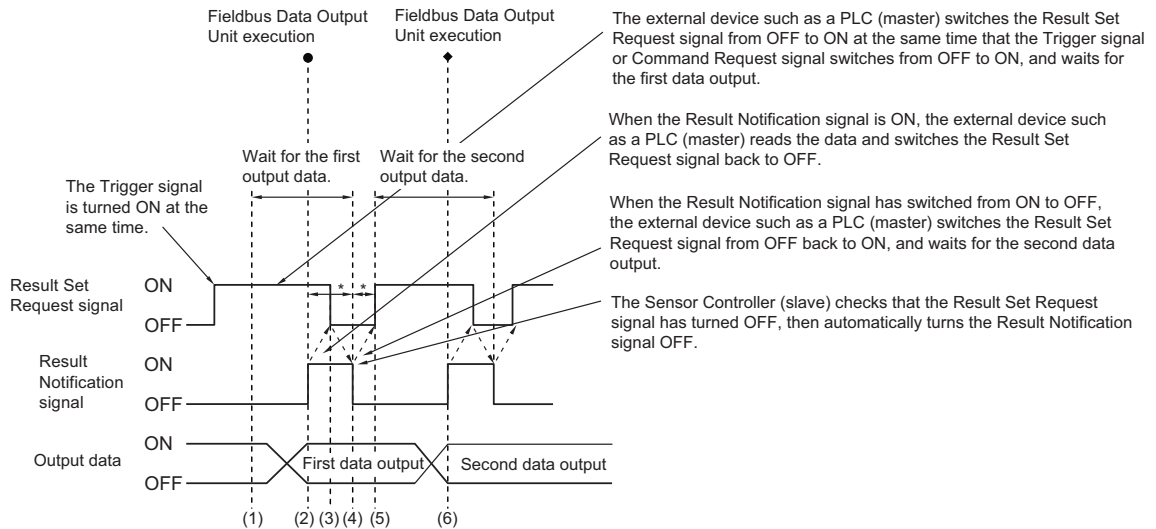 Fieldbus Data Output
Unit execution
Fieldbus Data Output
Unit execution
The external device such as a PLC (master) switches the Result Set
Request signal from OFF to ON at the same time that the Trigger signal
or Command Request signal switches from OFF to ON, and waits for
the first data output.
When the Result Notification signal is ON, the external device such
as a PLC (master) reads the data and switches the Result Set
Request signal back to OFF.
Wait for the first
output data.
Wait for the second
output data.
The Trigger signal
is turned ON at the
same time.
When the Result Notification signal has switched from ON to OFF,
the external device such as a PLC (master) switches the Result Set
Request signal from OFF back to ON, and waits for the second data
output.
Result Set
Request signal
ON
OFF
* *
The Sensor Controller (slave) checks that the Result Set Request
signal has turned OFF, then automatically turns the Result Notification
signal OFF.
Result
Notification
signal
ON
OFF
Output data
ON
OFF
First data output
Second data output
(1) (2) (3) (4) (5) (6)